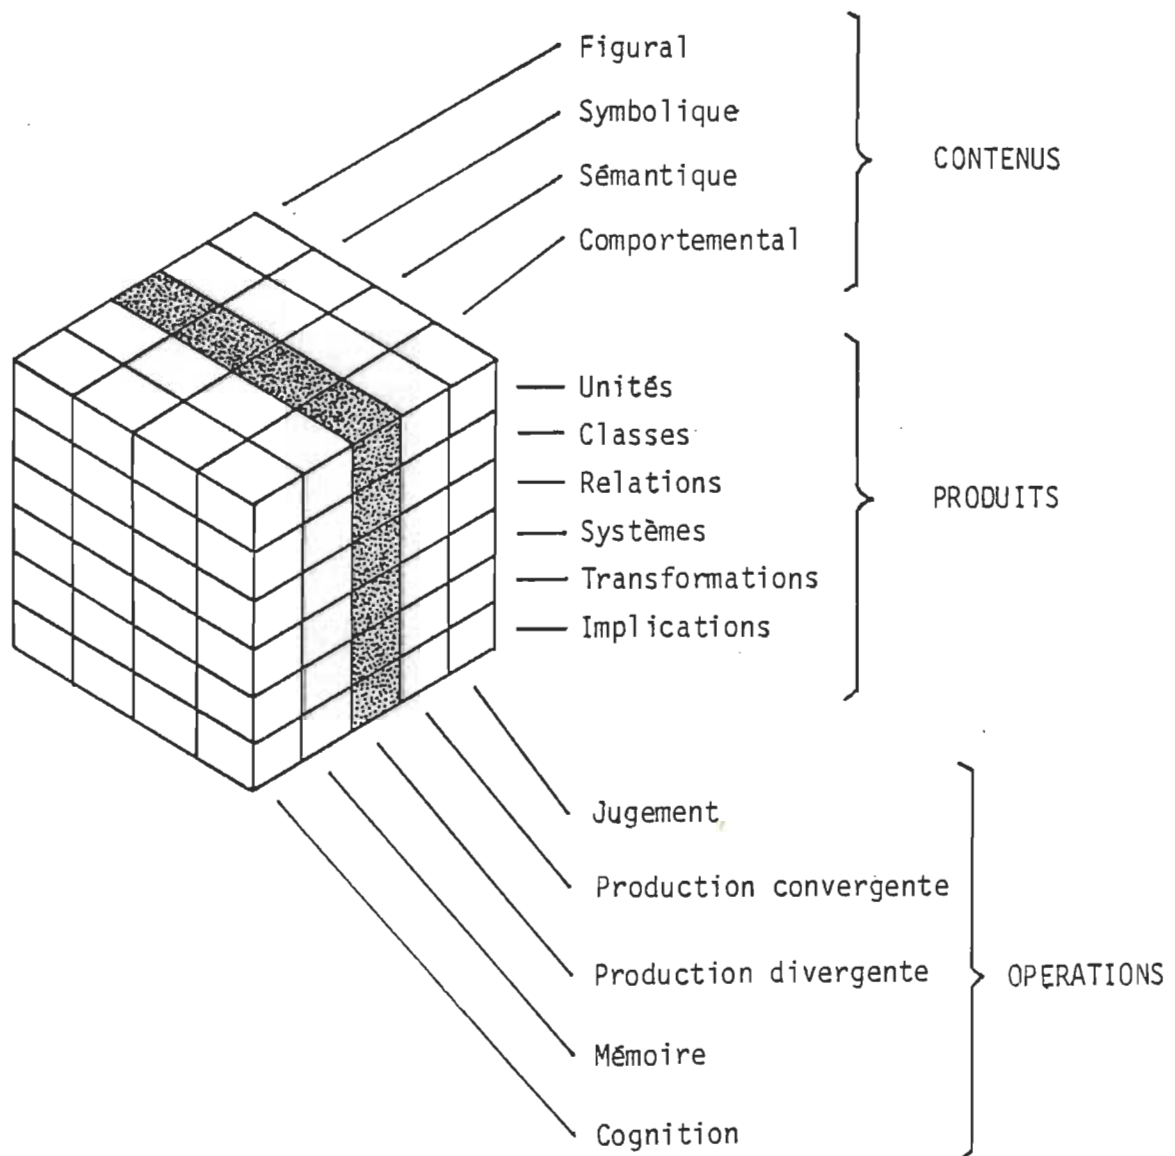 Figural
Symbolique
Sémantique
Comportemental
CONTENUS
Unités
Classes
Relations
Systèmes
Transformations
Implications
PRODUITS
Jugement
Production convergente
Production divergente
Mémoire
Cognition
OPERATIONS